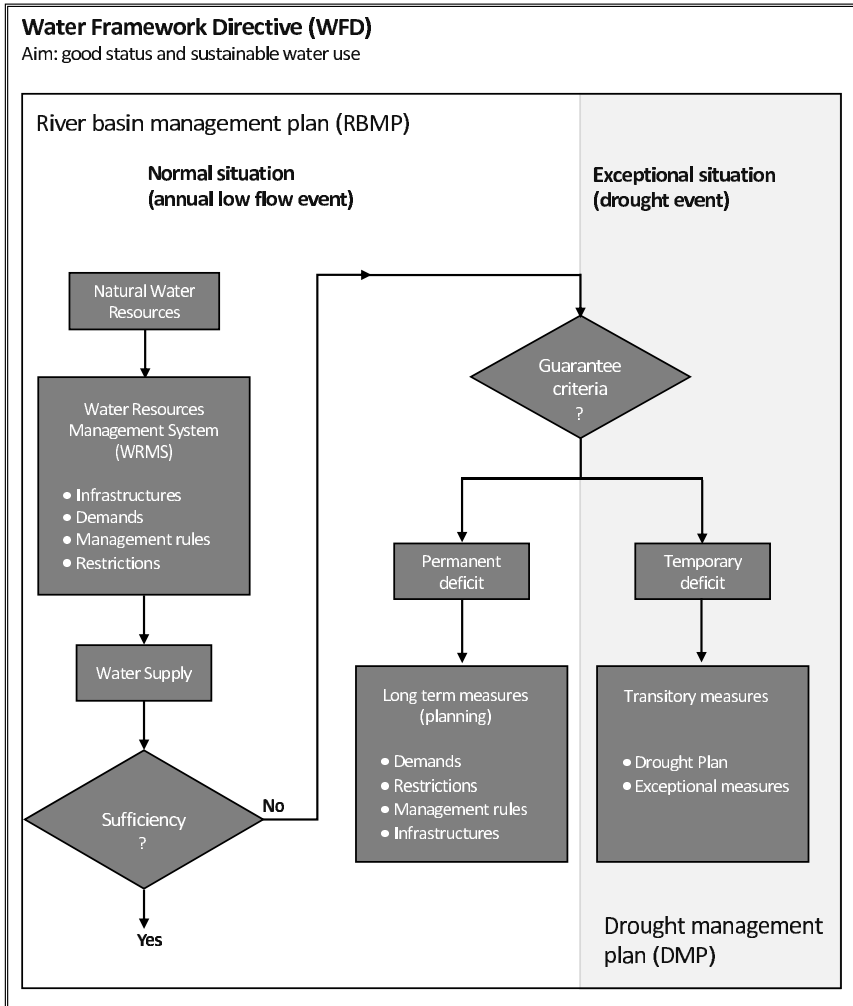 Water Framework Directive (WFD)
Aim: good status and sustainable water use
River basin management plan (RBMP)
Normal situation
(annual low flow event)
Exceptional situation
(drought event)
Natural Water
Resources
Water Resources
Management System
(WRMS)
• Infrastructures
• Demands
• Management rules
• Restrictions
Water Supply
Sufficiency
?
No
Yes
Guarantee
criteria
?
Permanent
deficit
Temporary
deficit
Long term measures
(planning)
• Demands
• Restrictions
• Management rules
• Infrastructures
Transitory measures
• Drought Plan
• Exceptional measures
Drought management
plan (DMP)